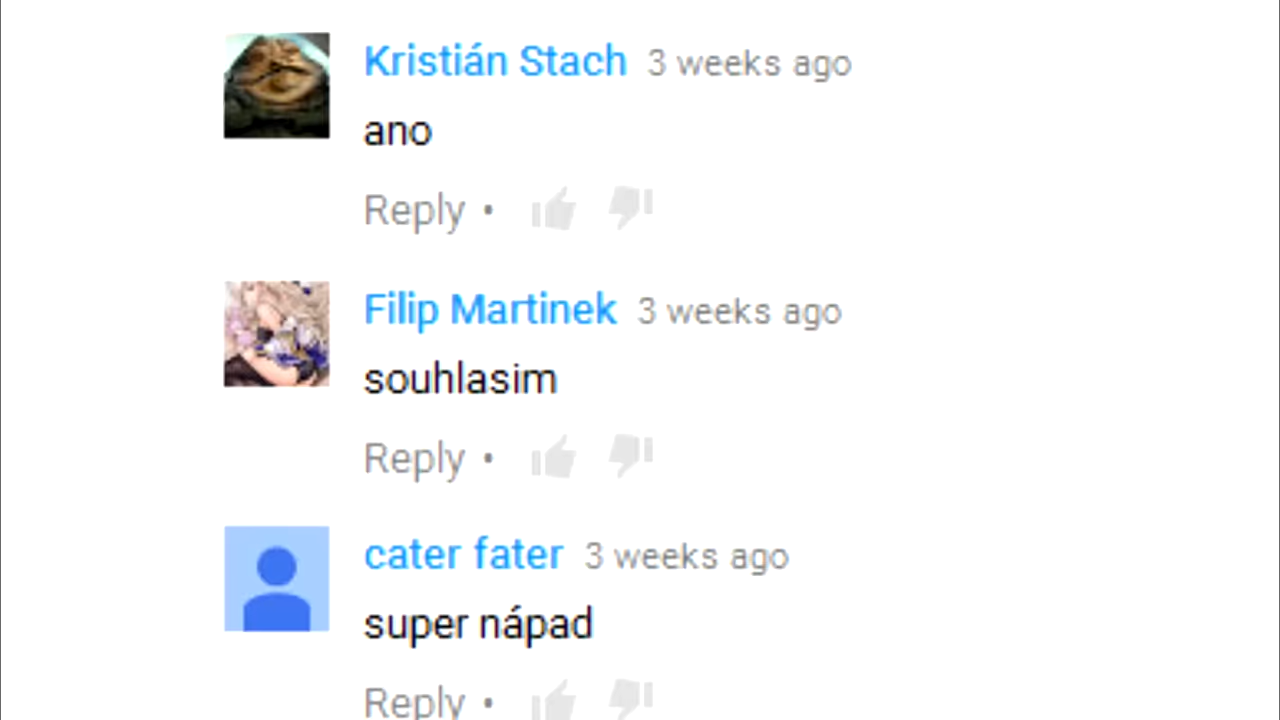 Kristián Stach 3 weeks ago
ano
Reply •
Filip Martinek 3 weeks ago
souhlasim
Reply •
cater fater 3 weeks ago
super nápad
Reply •